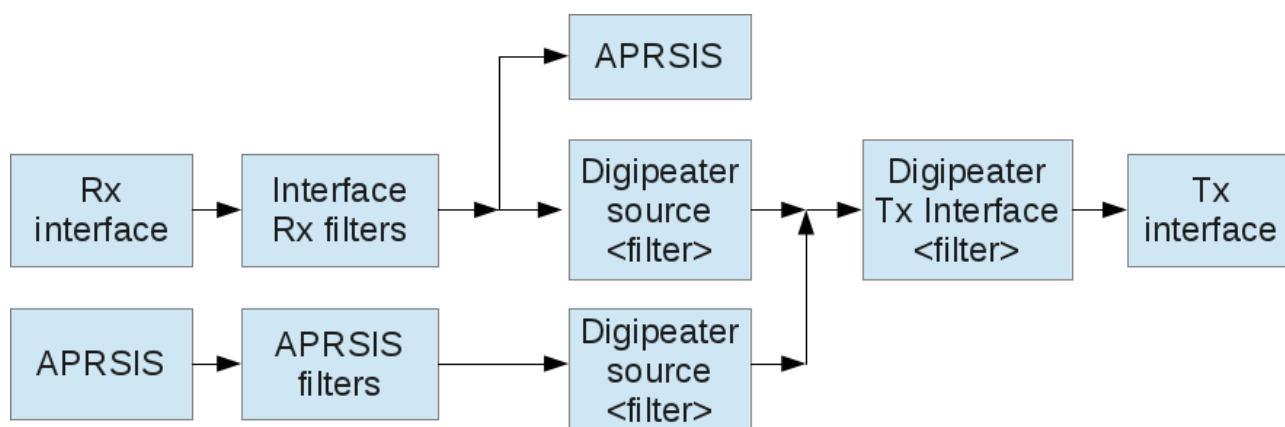 APRSIS
Rx
interface
Interface
Rx filters
Digipeater
source
<filter>
Digipeater
Tx Interface
<filter>
Tx
interface
APRSIS
APRSIS
filters
Digipeater
source
<filter>